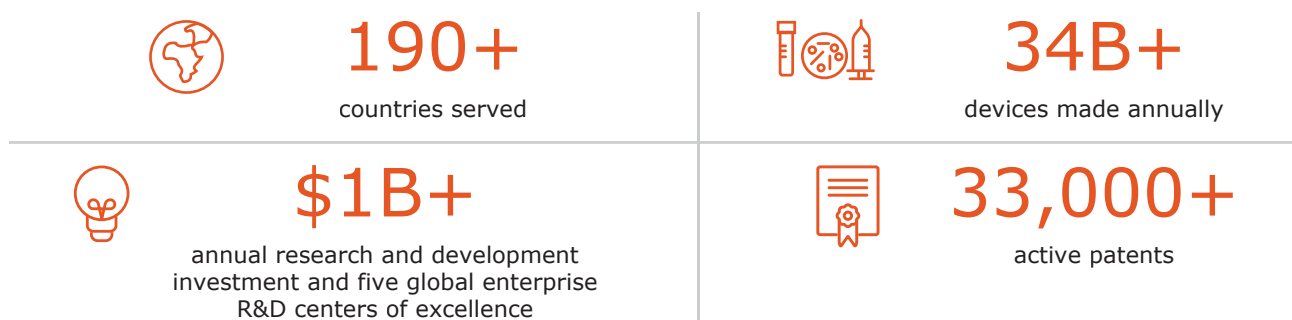 190+
countries served
34B+
devices made annually
$1B+
annual research and development
investment and five global enterprise
R&D centers of excellence
33,000+
active patents